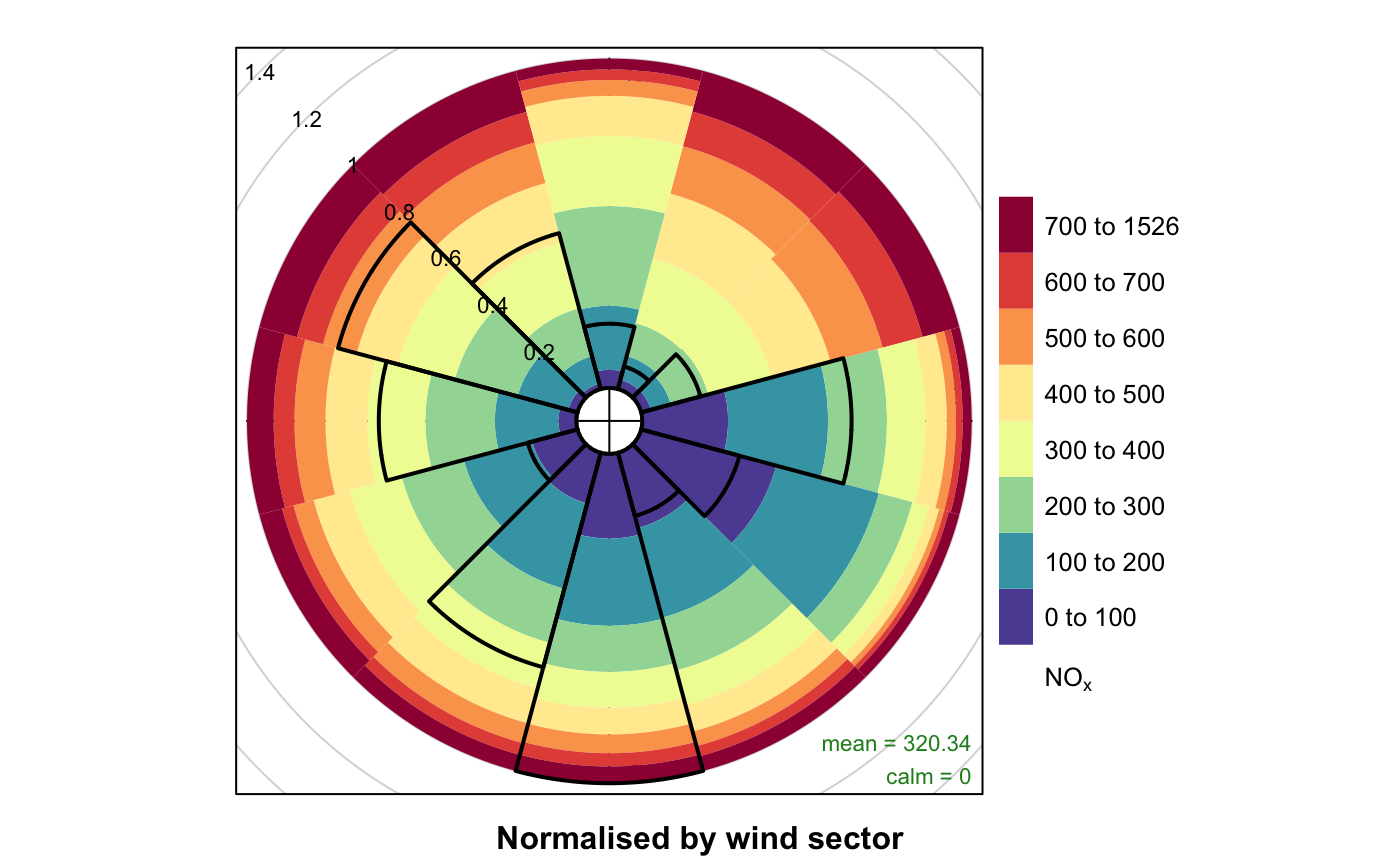 1.4
1.2
1
0.8
0.6
0.4
0.2
700 to 1526
600 to 700
500 to 600
400 to 500
300 to 400
200 to 300
100 to 200
0 to 100
NOₓ
mean = 320.34
calm = 0
Normalised by wind sector